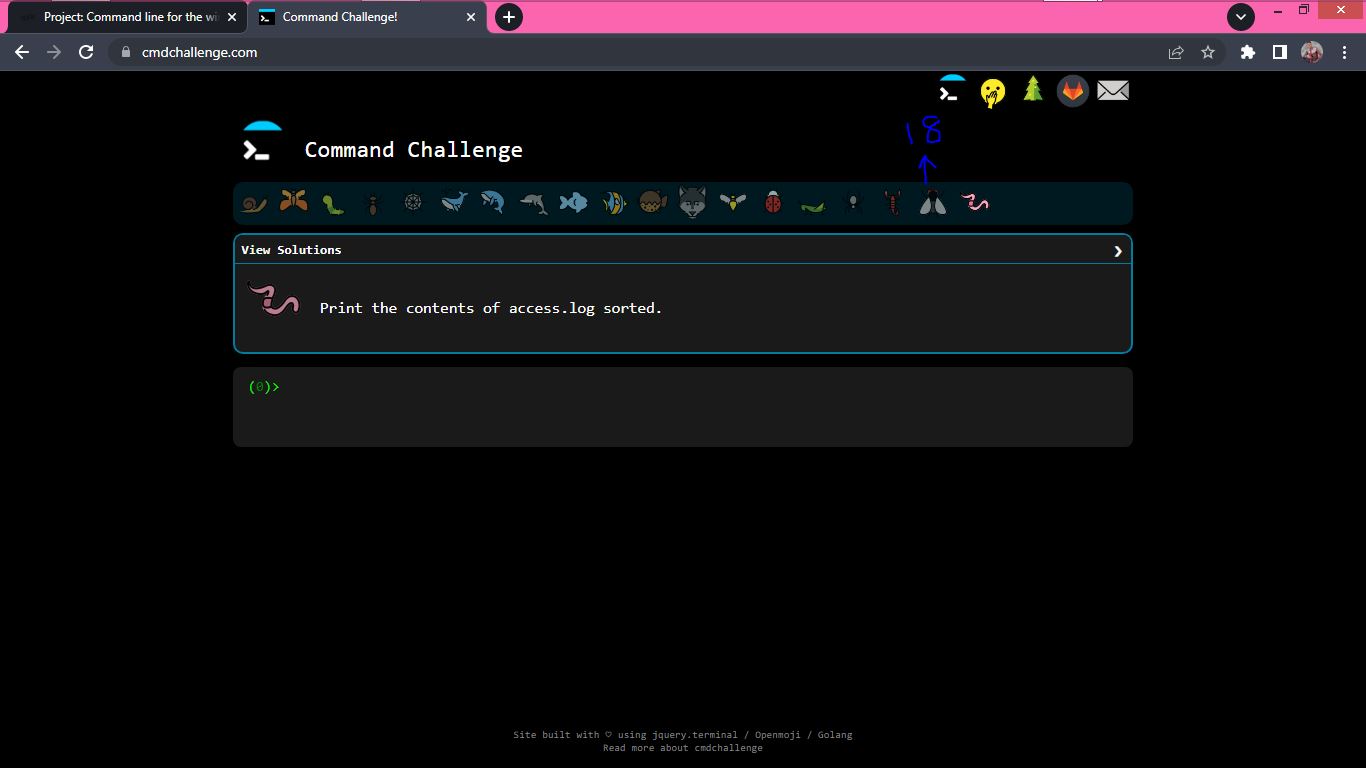 Project: Command line for the wi
Command Challenge!
cmdchallenge.com
18
Command Challenge
View Solutions
Print the contents of access.log sorted.
(0)>
Site built with ♡ using jquery.terminal / Openmoji / Golang
Read more about cmdchallenge